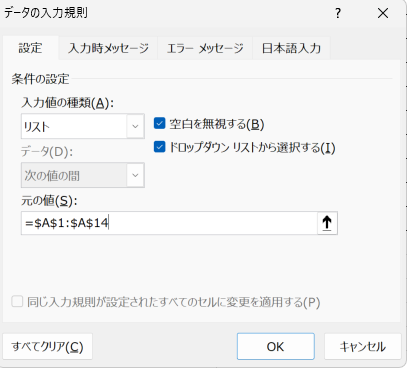 データの入力規則
? ×
設定 入力時メッセージ エラー メッセージ 日本語入力
条件の設定
入力値の種類(A):
リスト
空白を無視する(B)
ドロップダウン リストから選択する(I)
データ(D):
次の値の間
元の値(S):
=$A$1:$A$14
同じ入力規則が設定されたすべてのセルに変更を適用する(P)
すべてクリア(C) OK キャンセル